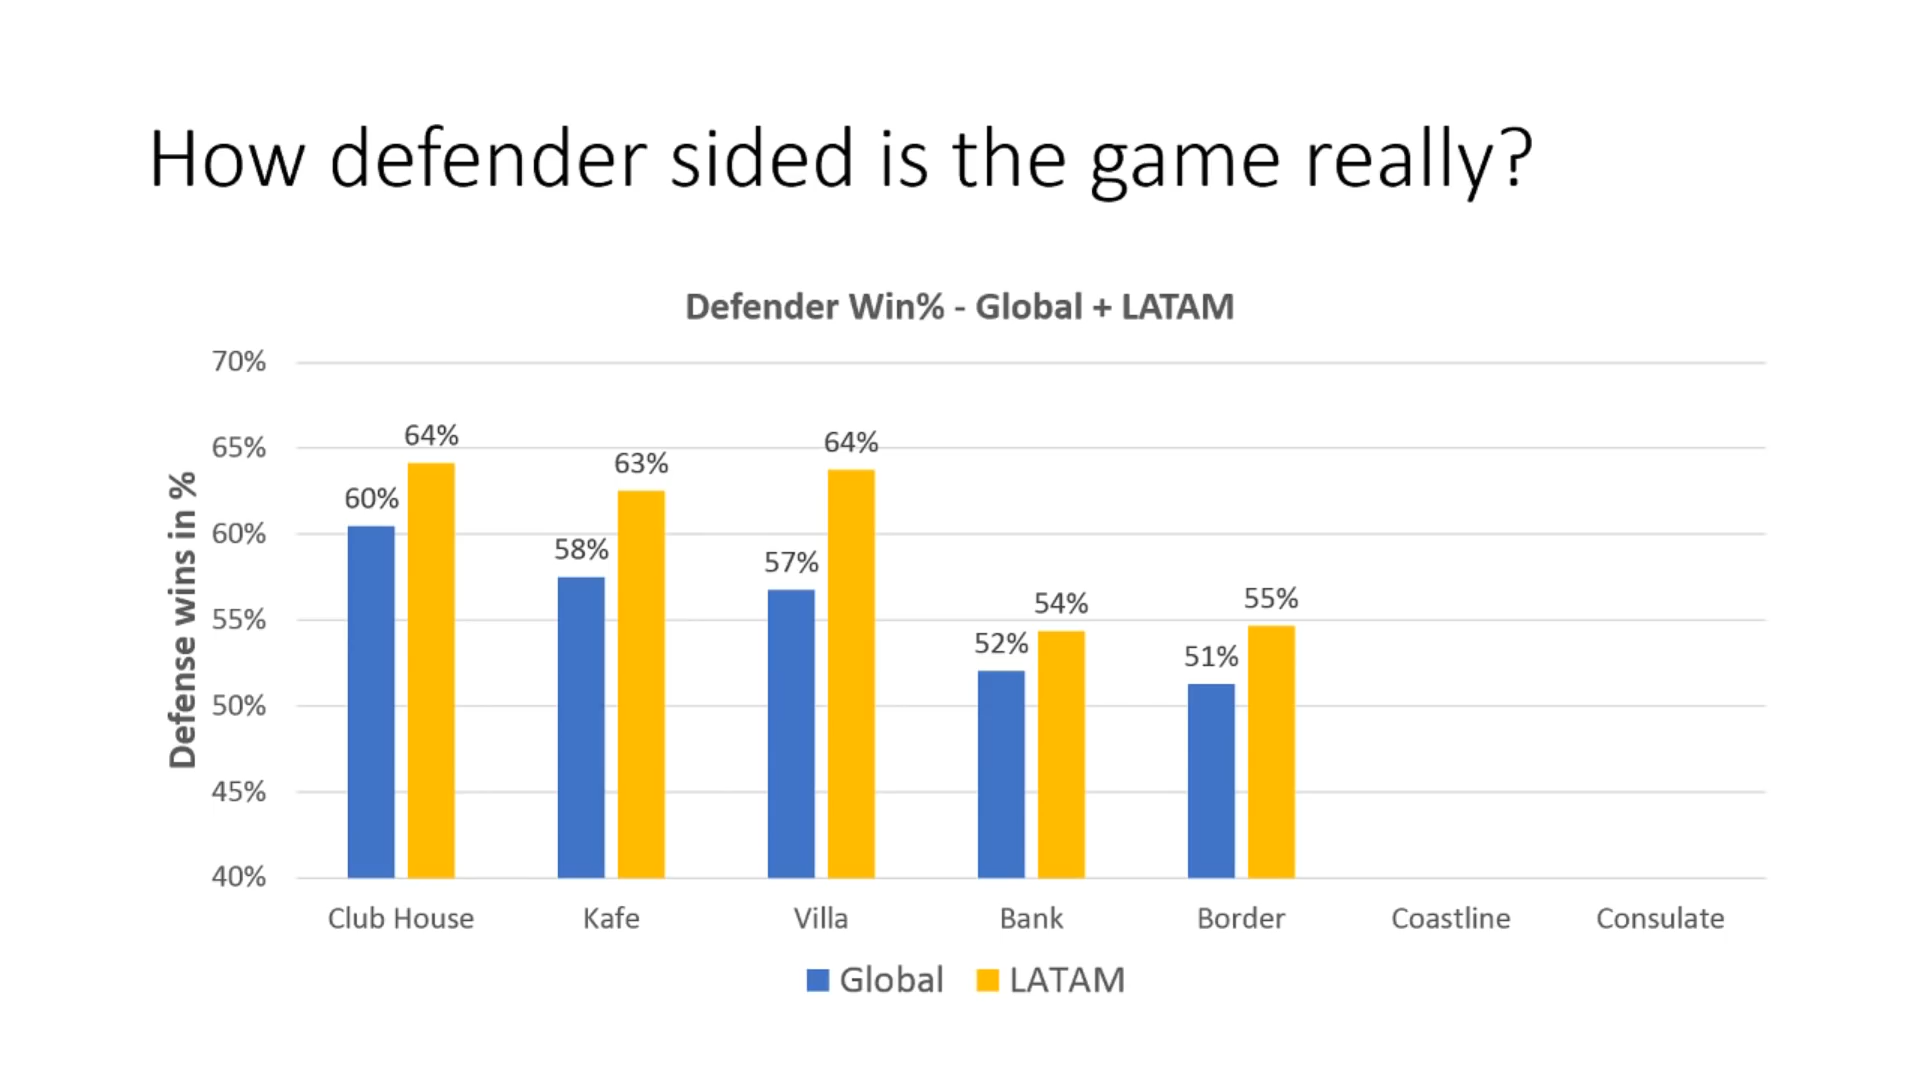 How defender sided is the game really?
Defender Win% - Global + LATAM
Defense wins in %
70%
65%
60%
55%
50%
45%
40%
60%
64%
58%
63%
57%
64%
52%
54%
51%
55%
Club House
Kafe
Villa
Bank
Border
Coastline
Consulate
Global
LATAM